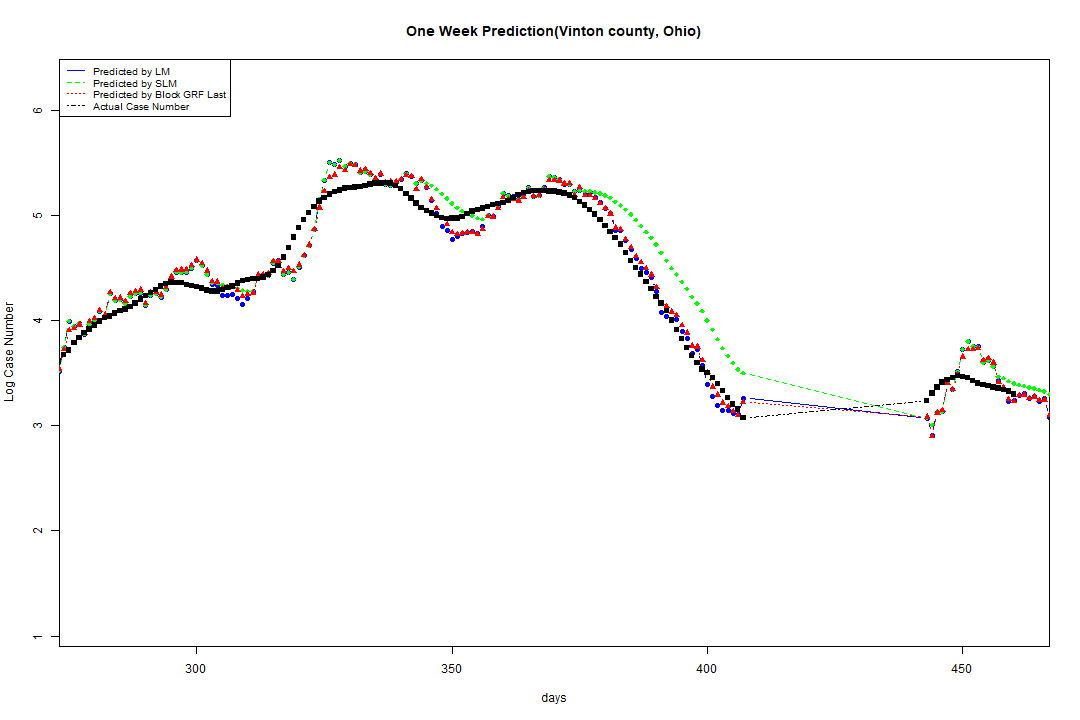 One Week Prediction(Vinton county, Ohio)
Predicted by LM
Predicted by SLM
Predicted by Block GRF Last
Actual Case Number
6
5
4
3
2
1
Log Case Number
300 350 400 450
days